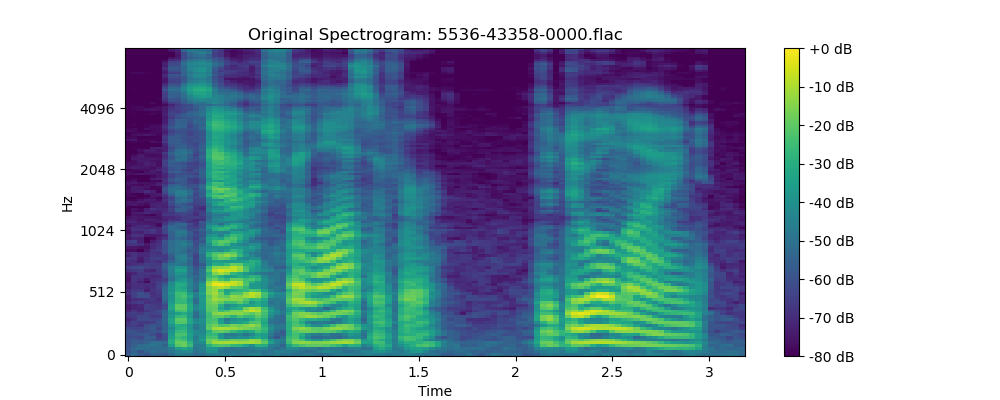 Original Spectrogram: 5536-43358-0000.flac
Hz
4096
2048
1024
512
0
0 0.5 1 1.5 2 2.5 3
Time
+0 dB
-10 dB
-20 dB
-30 dB
-40 dB
-50 dB
-60 dB
-70 dB
-80 dB